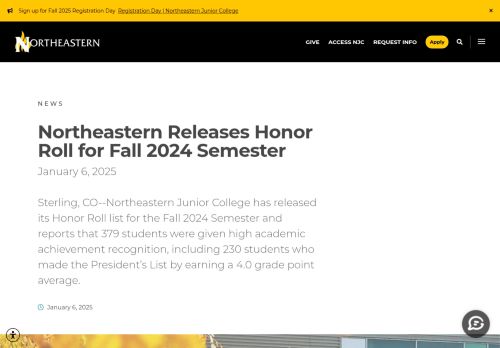 Sign up for Fall 2025 Registration Day Registration Day | Northeastern Junior College ×
NORTHEASTERN GIVE ACCESS NJC REQUEST INFO Apply
NEWS
Northeastern Releases Honor
Roll for Fall 2024 Semester
January 6, 2025
Sterling, CO--Northeastern Junior College has released
its Honor Roll list for the Fall 2024 Semester and
reports that 379 students were given high academic
achievement recognition, including 230 students who
made the President's List by earning a 4.0 grade point
average.
January 6, 2025